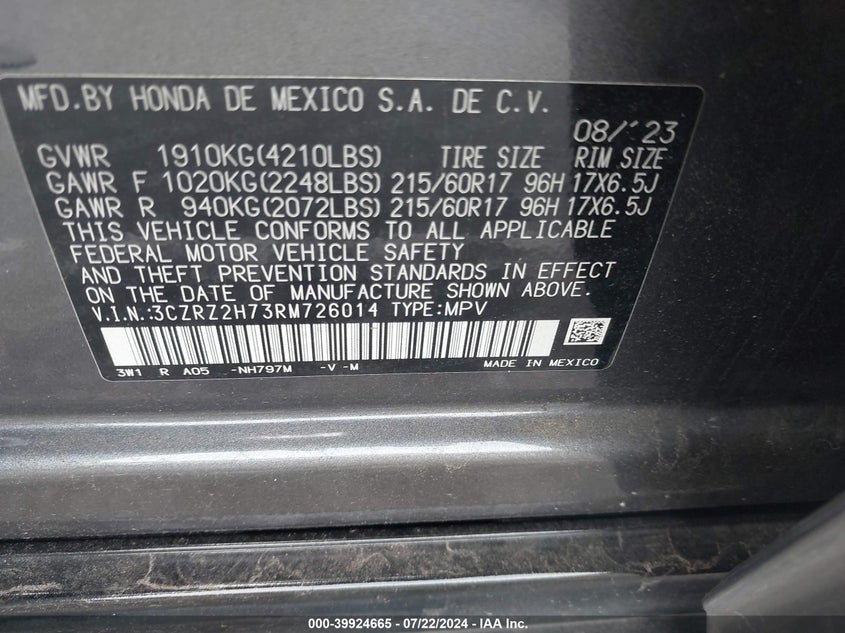 MFD.BY HONDA DE MEXICO S.A. DE C.V.
08/'23
GVWR 1910KG(4210LBS) TIRE SIZE RIM SIZE
GAWR F 1020KG(2248LBS) 215/60R17 96H 17X6.5J
GAWR R 940KG(2072LBS) 215/60R17 96H 17X6.5J
THIS VEHICLE CONFORMS TO ALL APPLICABLE
FEDERAL MOTOR VEHICLE SAFETY
AND THEFT PREVENTION STANDARDS IN EFFECT
ON THE DATE OF MANUFACTURE SHOWN ABOVE.
V.I.N.:3CZRZ2H73RM726014 TYPE:MPV
3W1 R A05 -NH797M -V -M MADE IN MEXICO
000-39924665 - 07/22/2024 - IAA Inc.